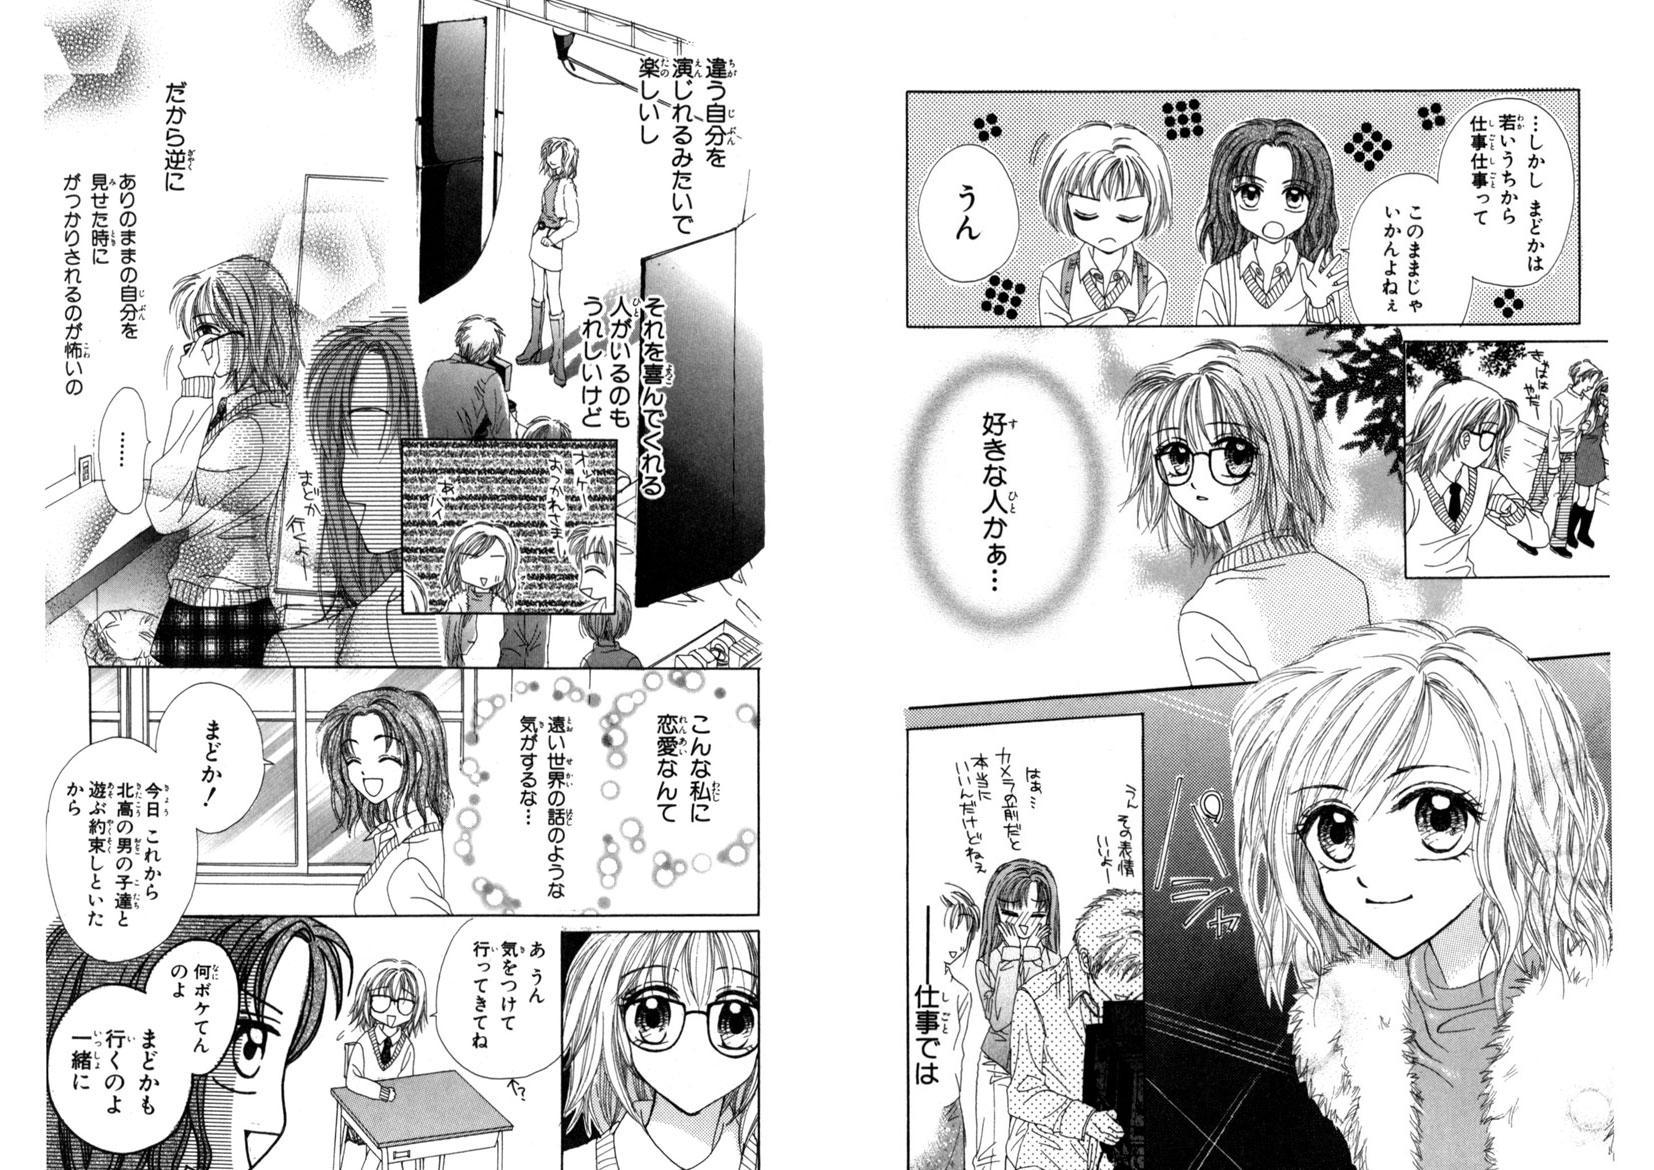 …しかし まどかは
若いうちから
仕事仕事って
このままじゃ
いかんよねぇ
うん
きゃはは
やだー
好きな人かぁ…
パシャ
うん その表情
いいよー
はぁ…
カメラの前だと
本当に
いいんだけどねぇ
――仕事では
違う自分を
演じれるみたいで
楽しいし
それを喜んでくれる
人がいるのも
うれしいけど
オッケー
おつかれさまー
あ ハイ
だから逆に
ありのままの自分を
見せた時に
がっかりされるのが怖いの
……
まどか
行くよー
こんな私に
恋愛なんて
遠い世界の話のような
気がするな…
まどか！
今日 これから
北高の男の子達と
遊ぶ約束しといた
から
あ うん
気をつけて
行ってきてね
?
何ボケてん
のよ
まどかも
行くのよ
一緒に